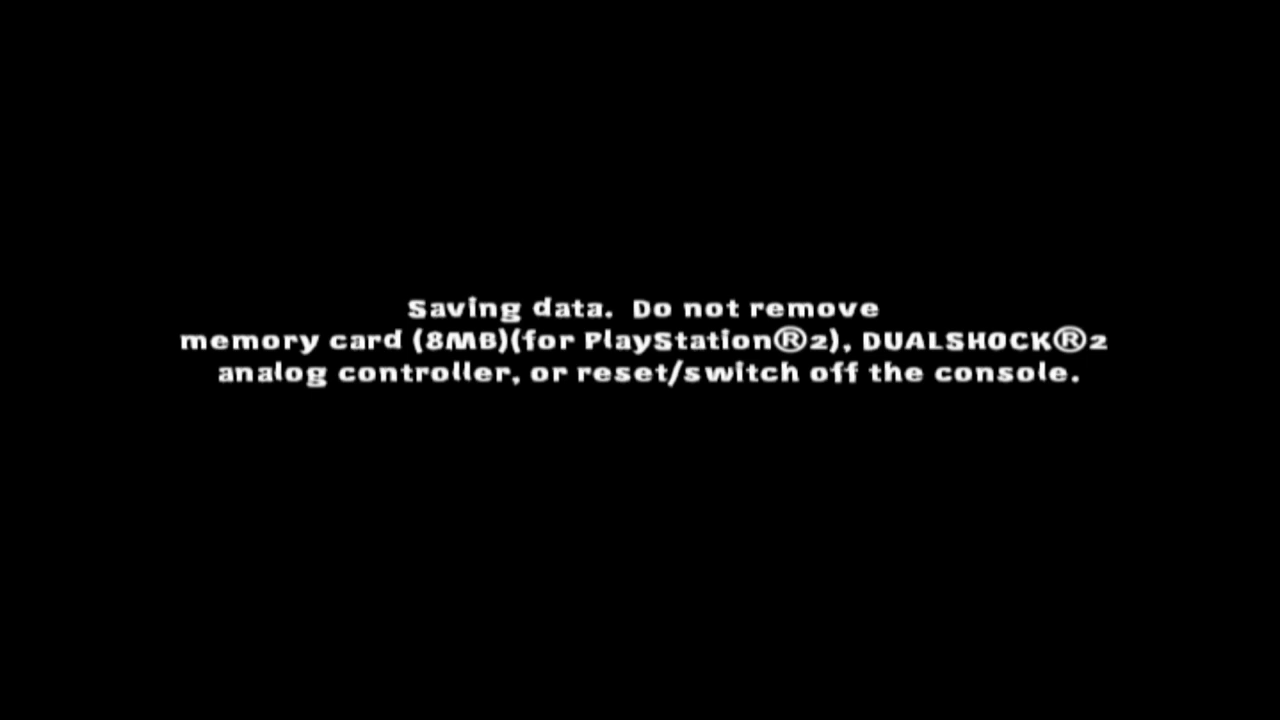 Saving data.  Do not remove
memory card (8MB)(for PlayStation®2), DUALSHOCK®2
analog controller, or reset/switch off the console.